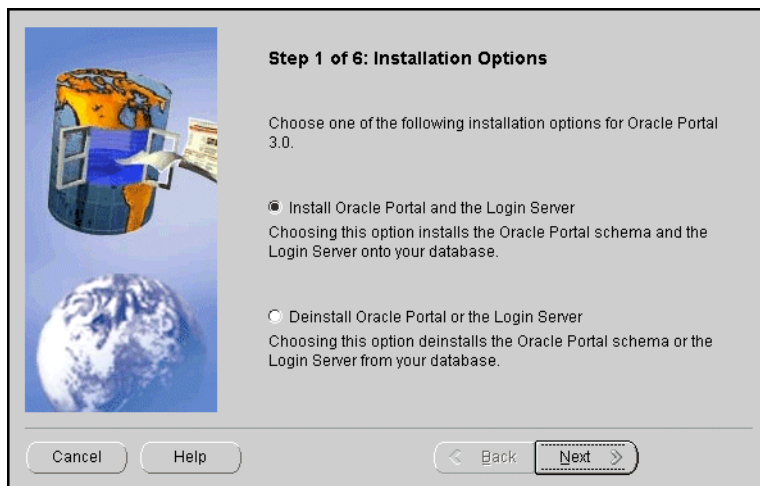 Step 1 of 6: Installation Options
Choose one of the following installation options for Oracle Portal
3.0.
Install Oracle Portal and the Login Server
Choosing this option installs the Oracle Portal schema and the
Login Server onto your database.
Deinstall Oracle Portal or the Login Server
Choosing this option deinstalls the Oracle Portal schema or the
Login Server from your database.
Cancel Help Back Next